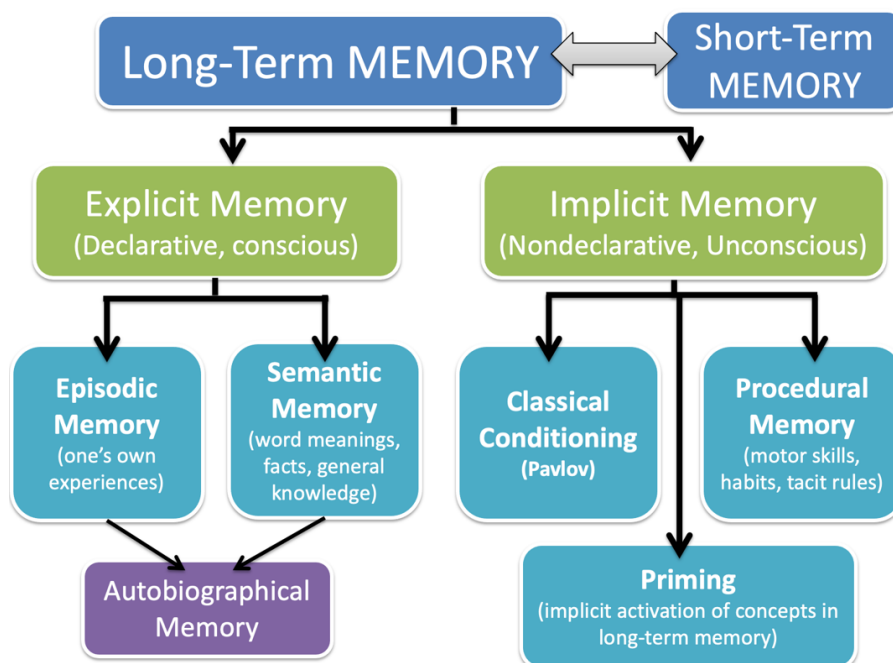 Long-Term MEMORY
Short-Term
MEMORY
Explicit Memory
(Declarative, conscious)
Implicit Memory
(Nondeclarative, Unconscious)
Episodic
Memory
(one's own
experiences)
Semantic
Memory
(word meanings,
facts, general
knowledge)
Classical
Conditioning
(Pavlov)
Procedural
Memory
(motor skills,
habits, tacit rules)
Autobiographical
Memory
Priming
(implicit activation of concepts in
long-term memory)